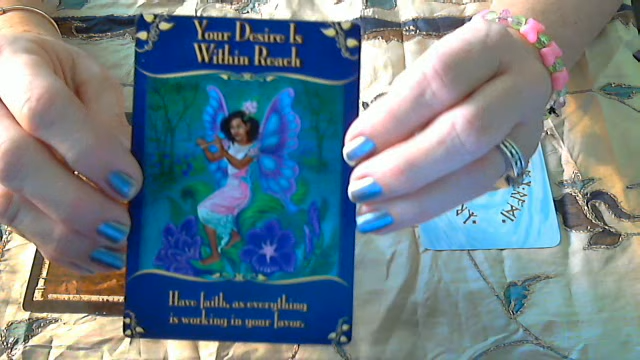 Your Desire Is
Within Reach
Have faith, as everything
is working in your favor.